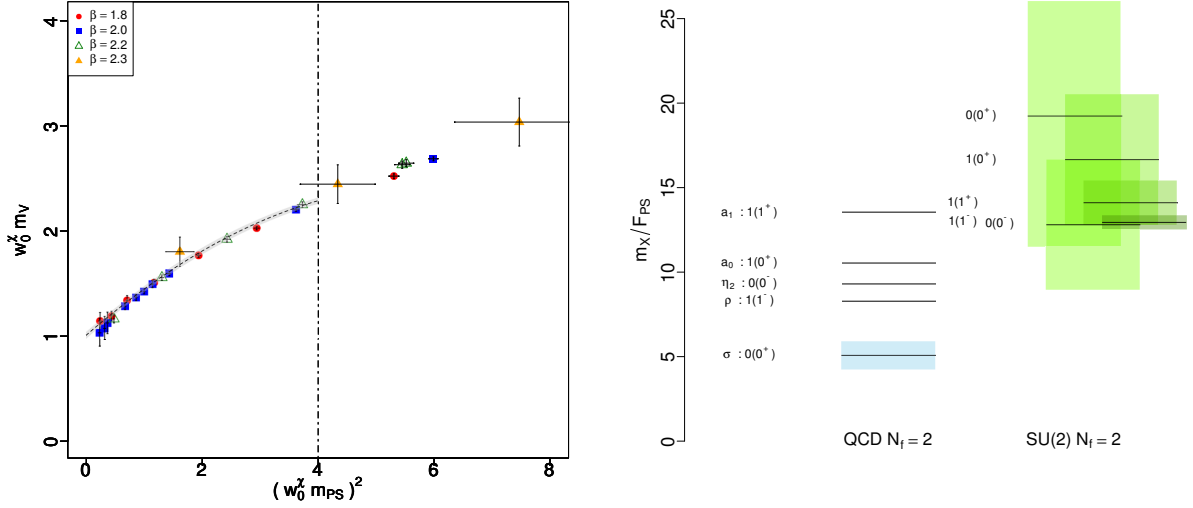 β = 1.8
β = 2.0
β = 2.2
β = 2.3
4
3
2
1
0
w₀^χ m_V
0 2 4 6 8
( w₀^χ m_PS )²
25
20
15
10
5
0
m_X / F_PS
a₁ : 1(1⁺)
a₀ : 1(0⁺)
η₂ : 0(0⁻)
ρ : 1(1⁻)
σ : 0(0⁺)
0(0⁺)
1(0⁺)
1(1⁺)
1(1⁻) 0(0⁻)
QCD N_f = 2 SU(2) N_f = 2